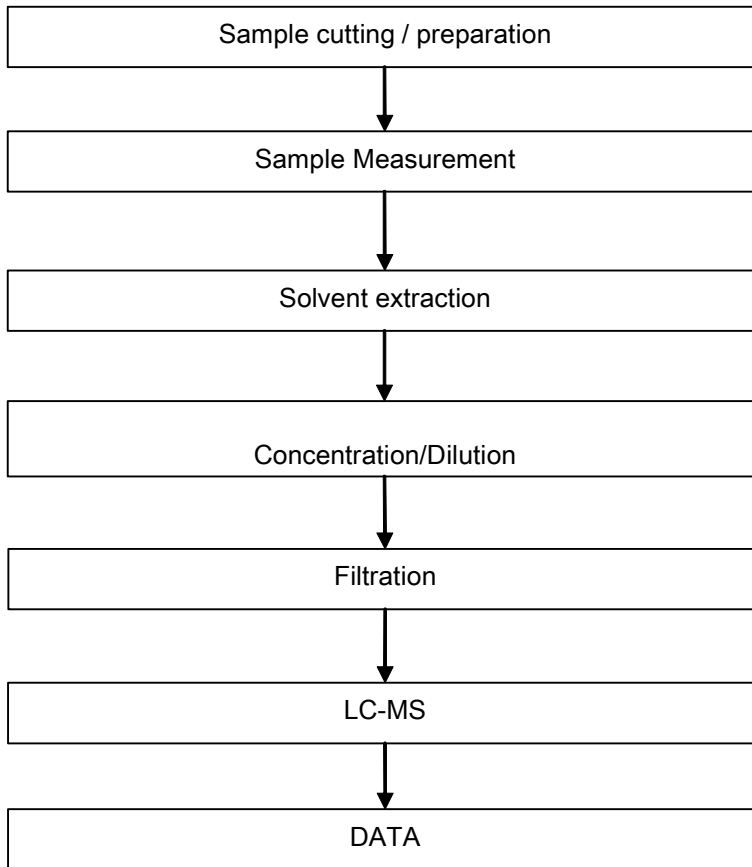 Sample cutting / preparation
Sample Measurement
Solvent extraction
Concentration/Dilution
Filtration
LC-MS
DATA